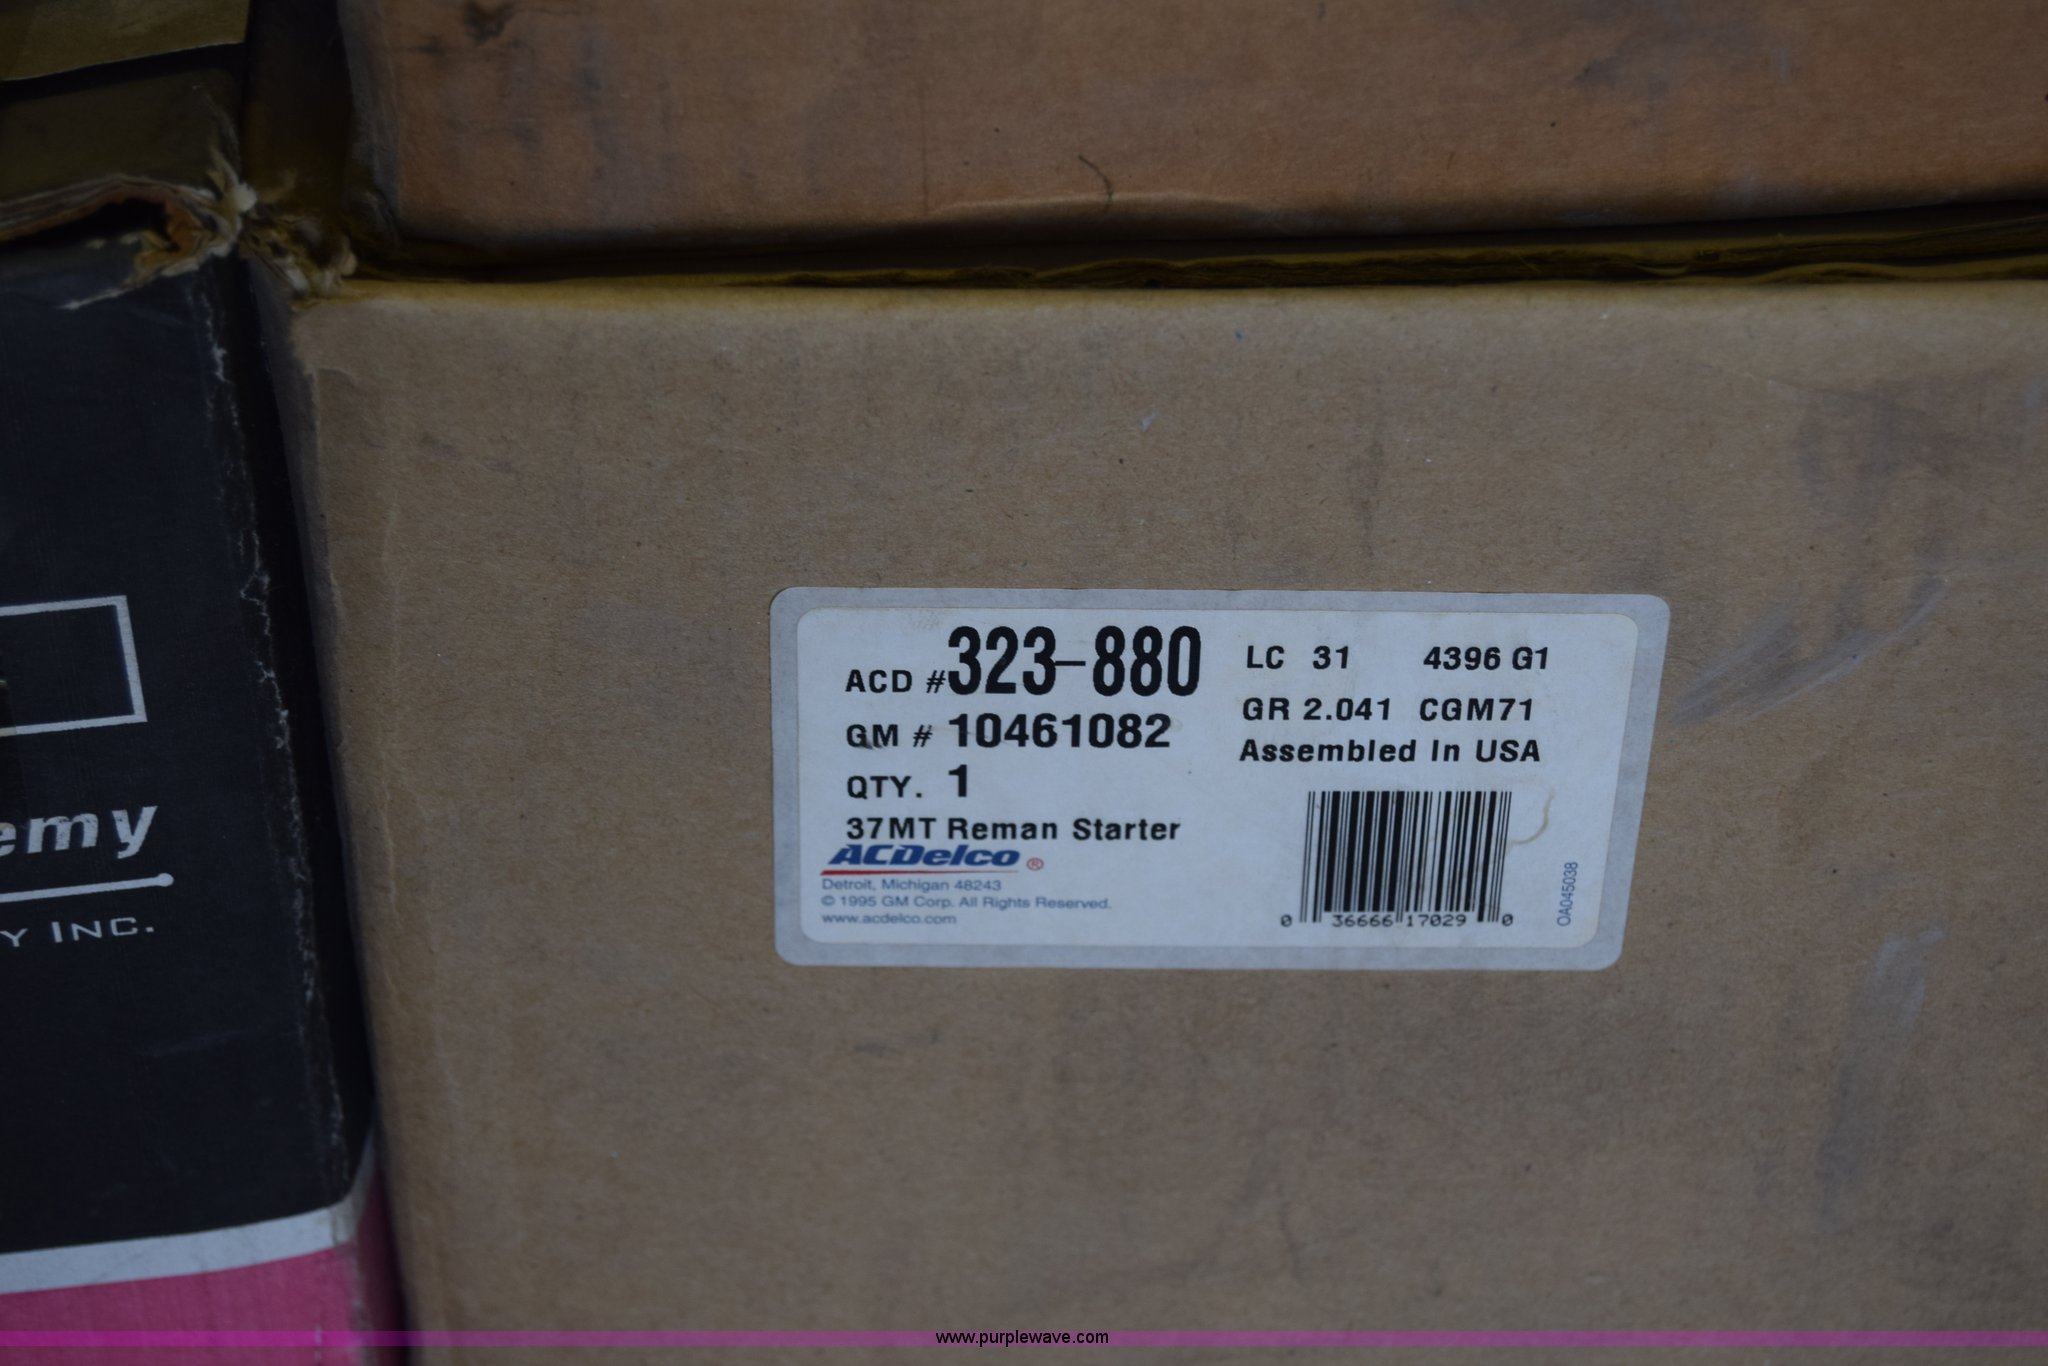 ACD #323-880
GM # 10461082
QTY. 1
37MT Reman Starter
ACDelco ®
Detroit, Michigan 48243
© 1995 GM Corp. All Rights Reserved.
www.acdelco.com
LC 31 4396 G1
GR 2.041 CGM71
Assembled In USA
0 36666 17029 0
OA045038
emy
Y INC.
www.purplewave.com